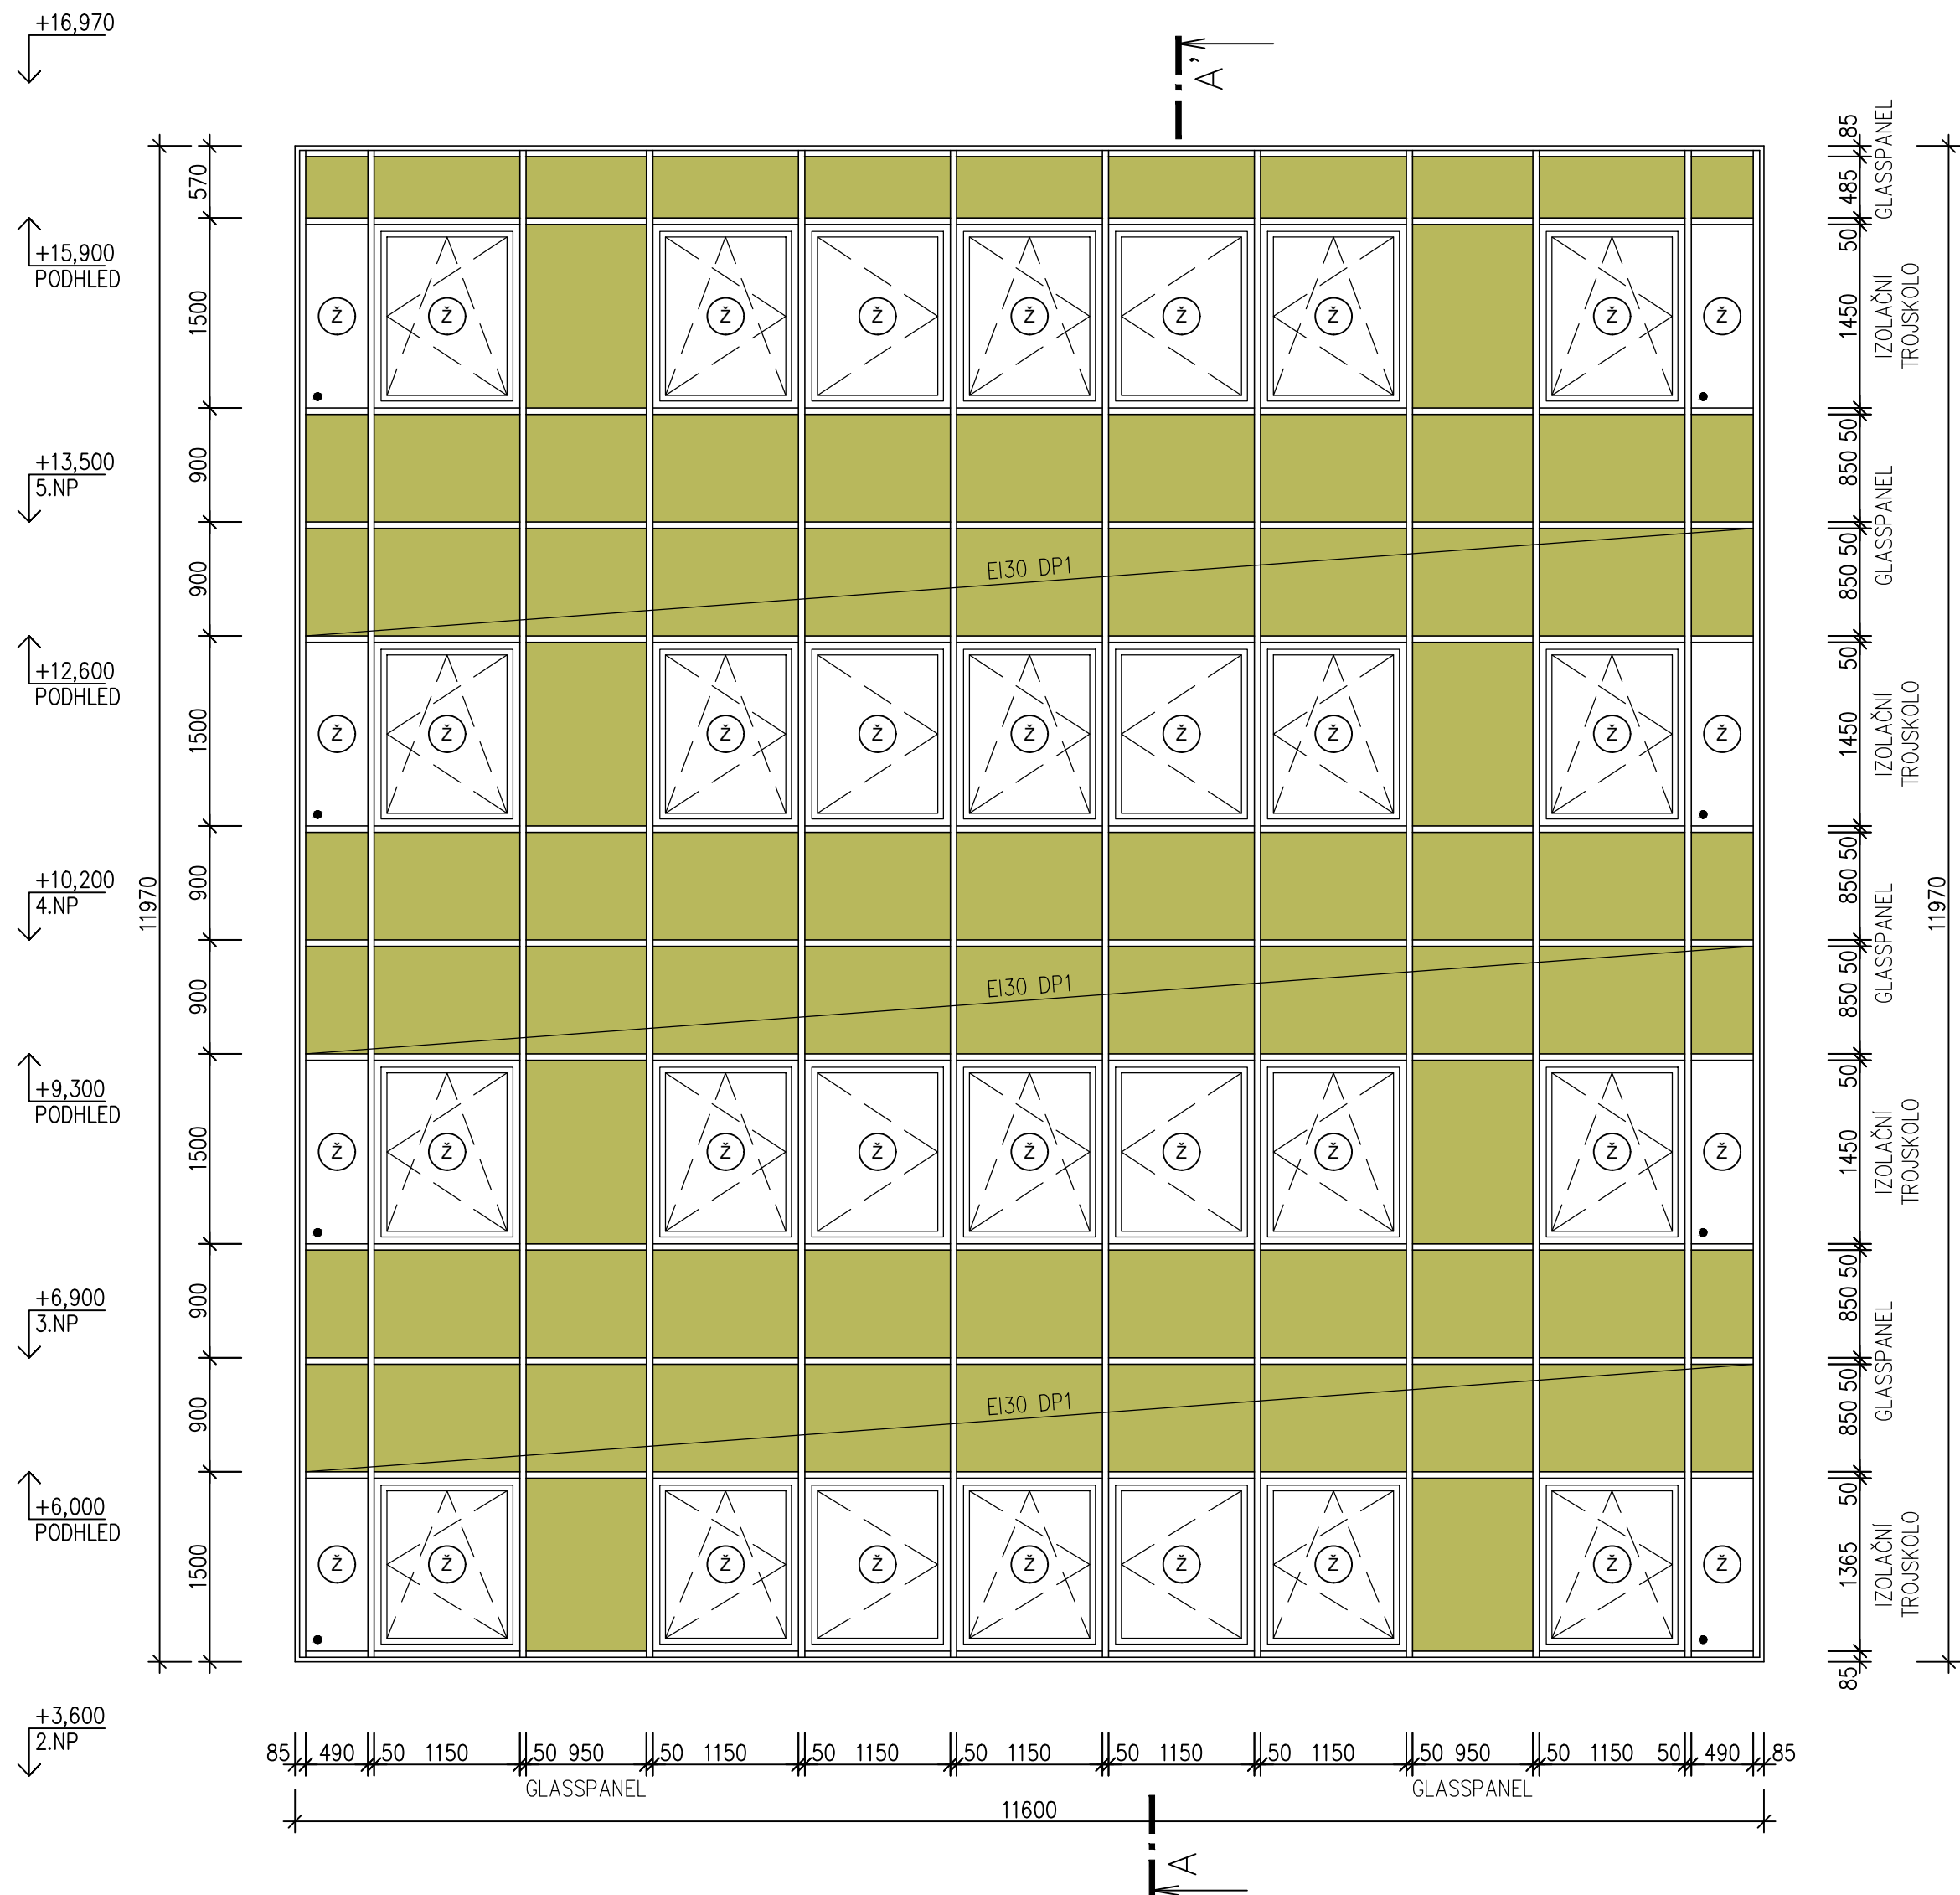 +16,970
A'
+15,900
PODHLED
+13,500
5.NP
+12,600
PODHLED
+10,200
4.NP
+9,300
PODHLED
+6,900
3.NP
+6,000
PODHLED
+3,600
2.NP
11970
570
1500
900
900
1500
900
900
1500
900
900
1500
Ž Ž Ž Ž Ž Ž Ž Ž Ž
EI30 DP1
Ž Ž Ž Ž Ž Ž Ž Ž Ž
EI30 DP1
Ž Ž Ž Ž Ž Ž Ž Ž Ž
EI30 DP1
Ž Ž Ž Ž Ž Ž Ž Ž Ž
85
485
50
1450
850 50
850 50
50
1450
850 50
850 50
50
1450
850 50
850 50
50
1365
85
GLASSPANEL
IZOLAČNÍ
TROJSKOLO
GLASSPANEL
IZOLAČNÍ
TROJSKOLO
GLASSPANEL
IZOLAČNÍ
TROJSKOLO
GLASSPANEL
IZOLAČNÍ
TROJSKOLO
11970
85 490 50 1150 50 950 50 1150 50 1150 50 1150 50 1150 50 1150 50 950 50 1150 50 490 85
GLASSPANEL GLASSPANEL
11600
A